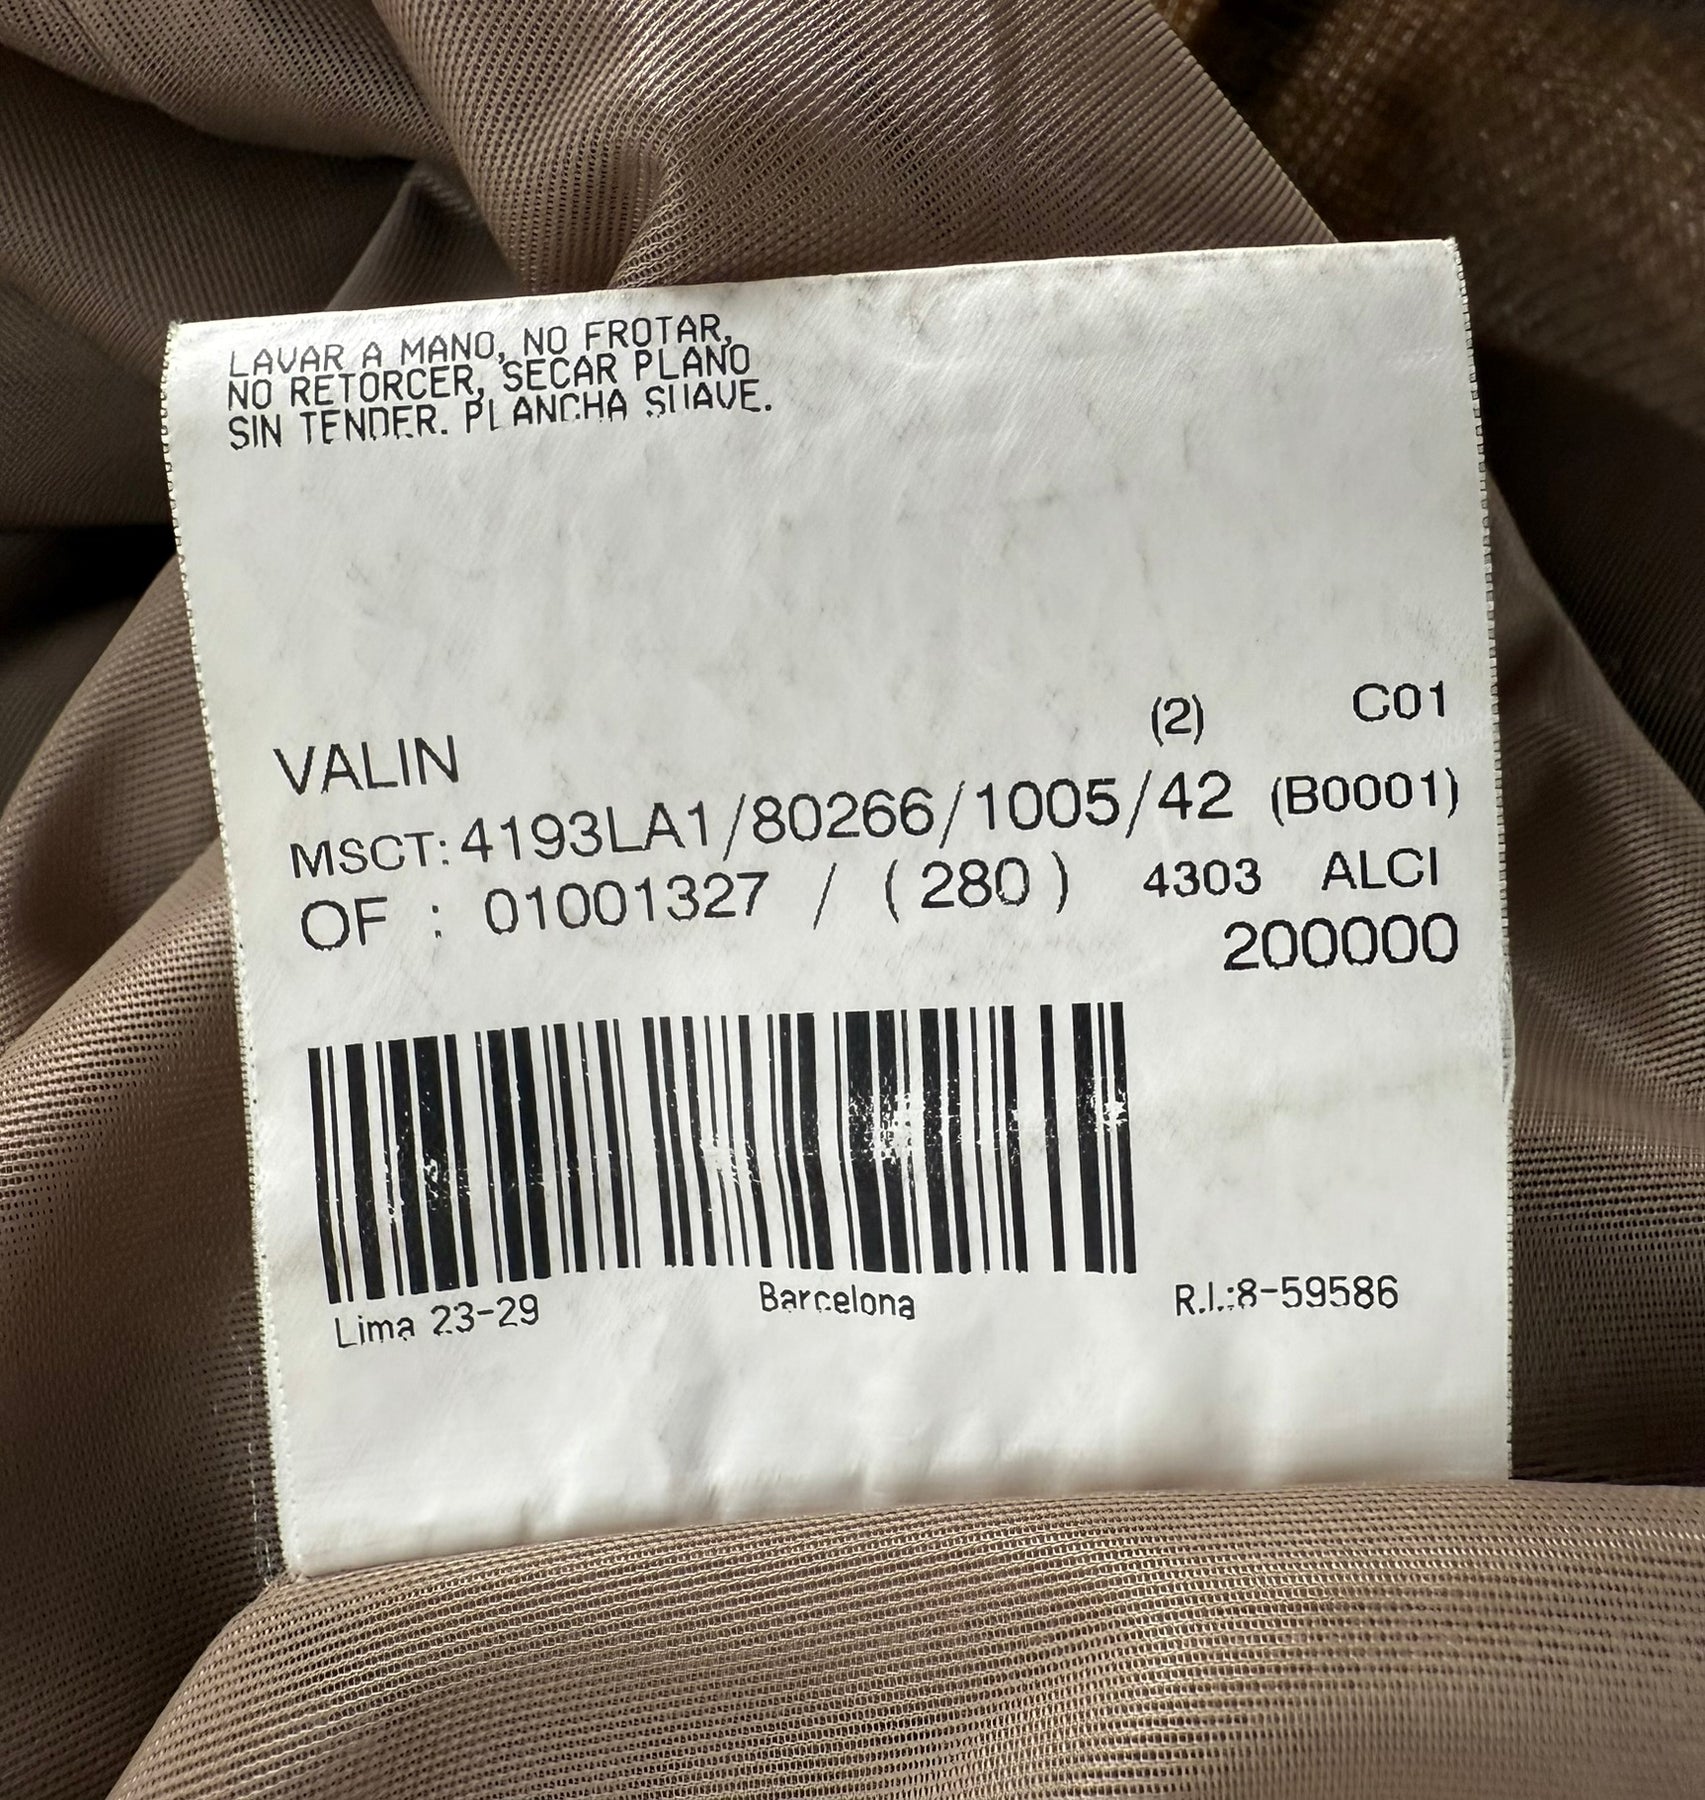 LAVAR A MANO, NO FROTAR,
NO RETORCER, SECAR PLANO
SIN TENDER. PLANCHA SUAVE.
(2) C01
VALIN
MSCT: 4193LA1/80266/1005/42 (B0001)
OF : 01001327 / ( 280 ) 4303 ALCI
200000
Lima 23-29 Barcelona R.I.:8-59586